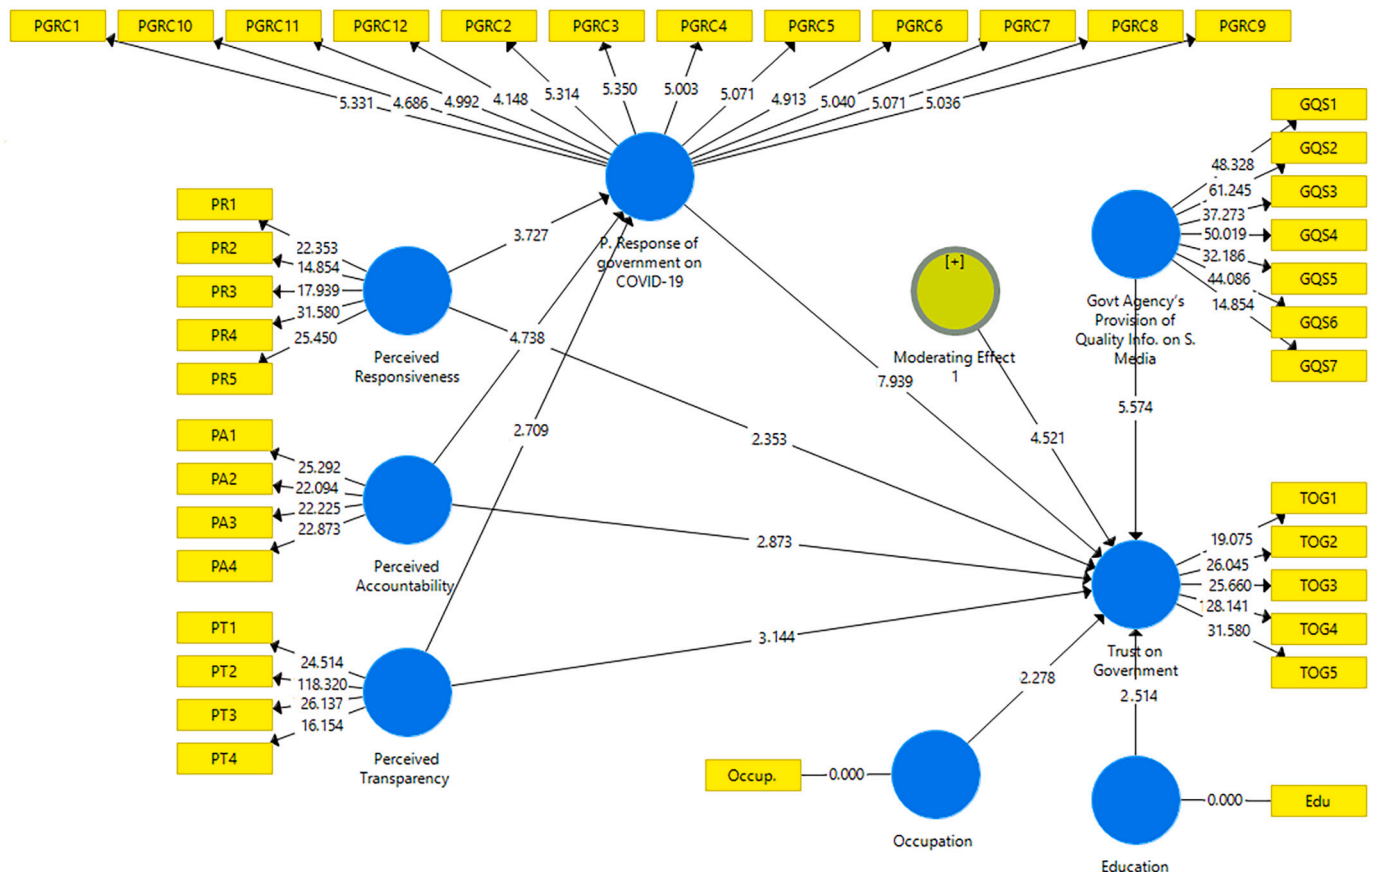 PGRC1 PGRC10 PGRC11 PGRC12 PGRC2 PGRC3 PGRC4 PGRC5 PGRC6 PGRC7 PGRC8 PGRC9
5.331 4.686 4.992 4.148 5.314 5.350 5.003 5.071 4.913 5.040 5.071 5.036
P. Response of
government on
COVID-19
PR1
PR2
PR3
PR4
PR5
22.353
14.854
17.939
31.580
25.450
Perceived
Responsiveness
3.727
4.738
2.709
PA1
PA2
PA3
PA4
25.292
22.094
22.225
22.873
Perceived
Accountability
PT1
PT2
PT3
PT4
24.514
118.320
26.137
16.154
Perceived
Transparency
2.353
2.873
3.144
7.939
[+]
Moderating Effect
1
4.521
GQS1
GQS2
GQS3
GQS4
GQS5
GQS6
GQS7
48.328
61.245
37.273
50.019
32.186
44.086
14.854
Govt Agency's
Provision of
Quality Info. on S.
Media
5.574
TOG1
TOG2
TOG3
TOG4
TOG5
19.075
26.045
25.660
128.141
31.580
Trust on
Government
2.278
2.514
Occup.
0.000
Occupation
0.000
Edu
Education